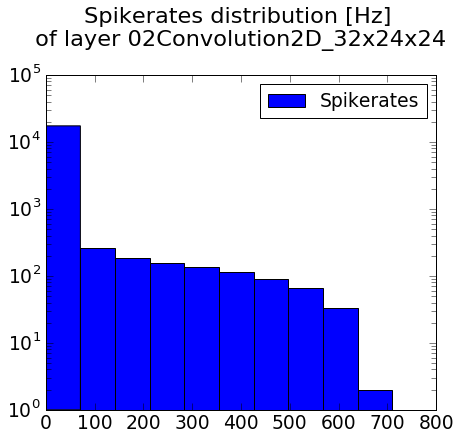 Spikerates distribution [Hz]
of layer 02Convolution2D_32x24x24
Spikerates
10^5
10^4
10^3
10^2
10^1
10^0
0 100 200 300 400 500 600 700 800